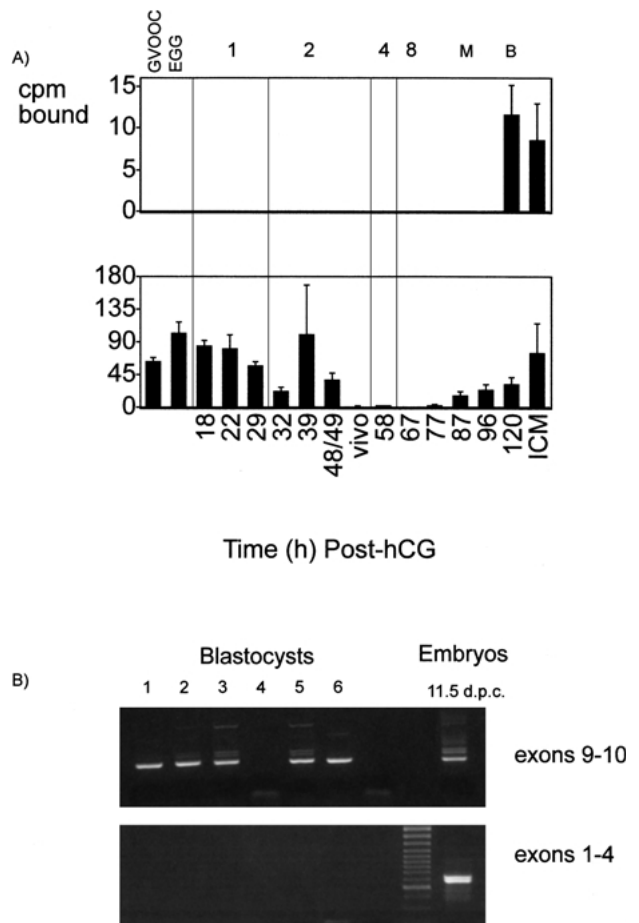 GVOOC
EGG
1 2 4 8 M B
A)
cpm
bound
15
10
5
0
180
135
90
45
0
18 22 29 32 39 48/49 vivo 58 67 77 87 96 120 ICM
Time (h) Post-hCG
B)
Blastocysts Embryos
1 2 3 4 5 6 11.5 d.p.c.
exons 9-10
exons 1-4